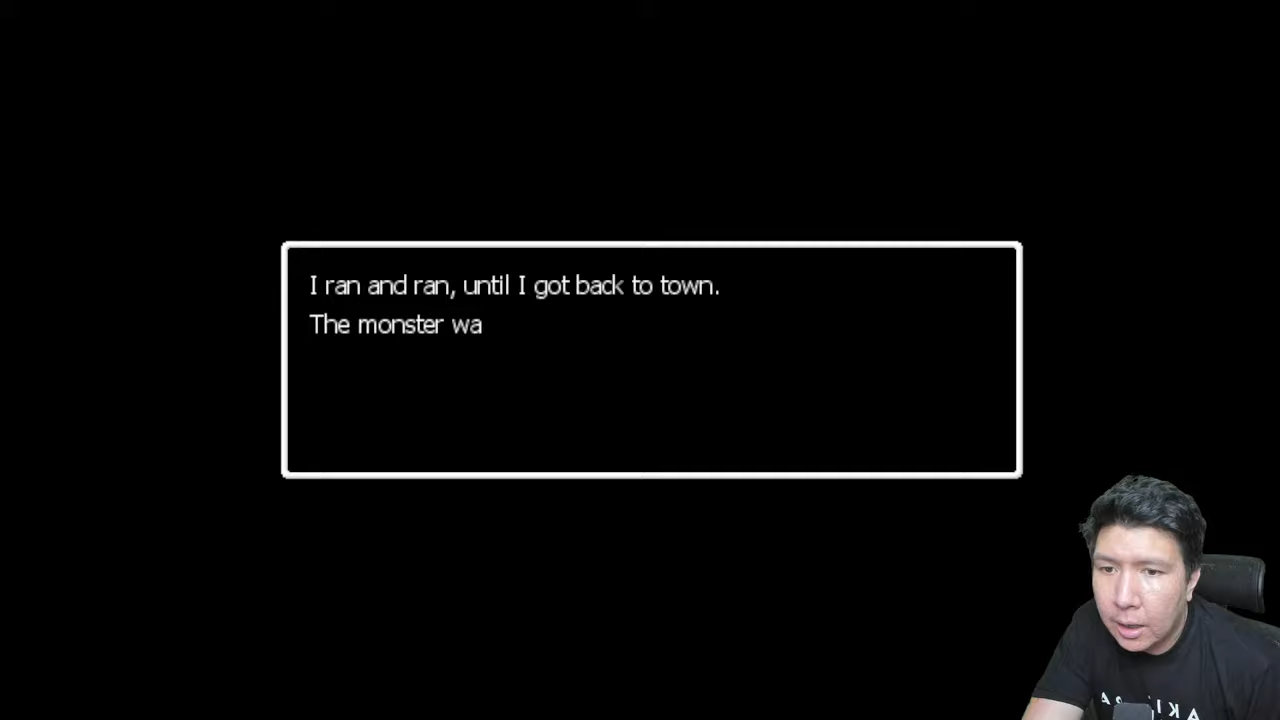 I ran and ran, until I got back to town.
The monster wa